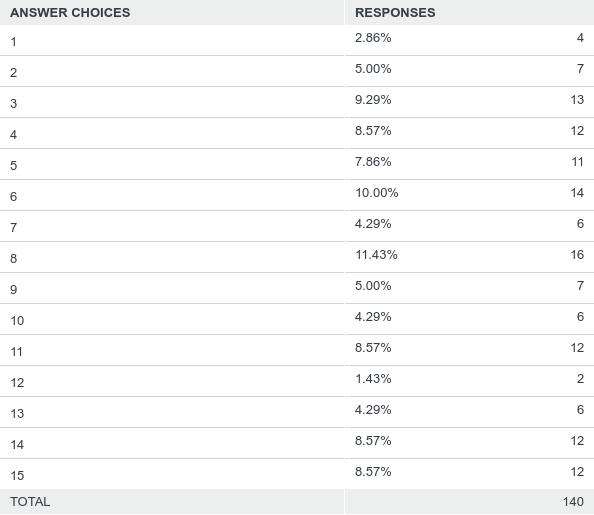 ANSWER CHOICES RESPONSES
1 2.86% 4
2 5.00% 7
3 9.29% 13
4 8.57% 12
5 7.86% 11
6 10.00% 14
7 4.29% 6
8 11.43% 16
9 5.00% 7
10 4.29% 6
11 8.57% 12
12 1.43% 2
13 4.29% 6
14 8.57% 12
15 8.57% 12
TOTAL 140